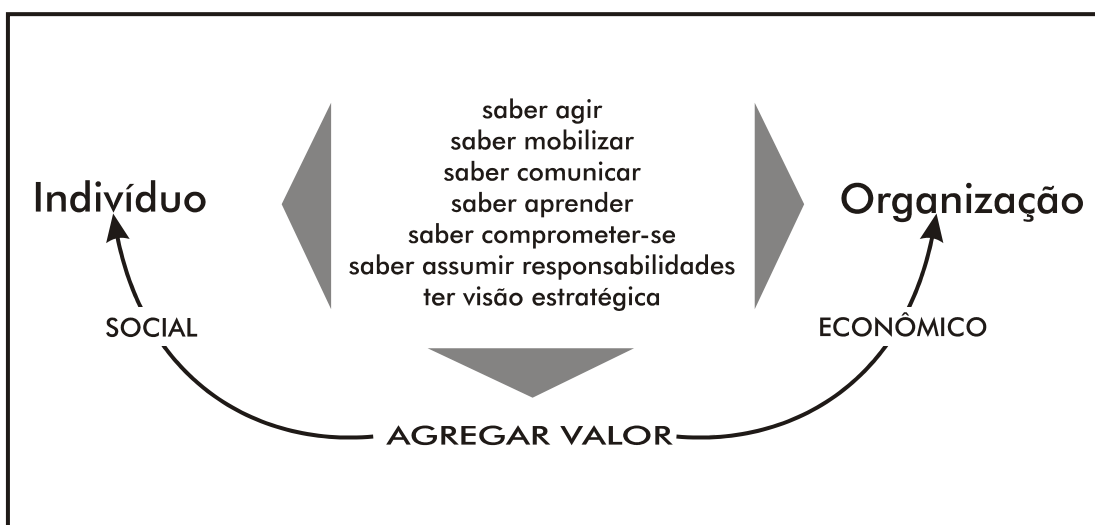 saber agir
saber mobilizar
saber comunicar
saber aprender
saber comprometer-se
saber assumir responsabilidades
ter visão estratégica
Indivíduo
Organização
SOCIAL
ECONÔMICO
AGREGAR VALOR